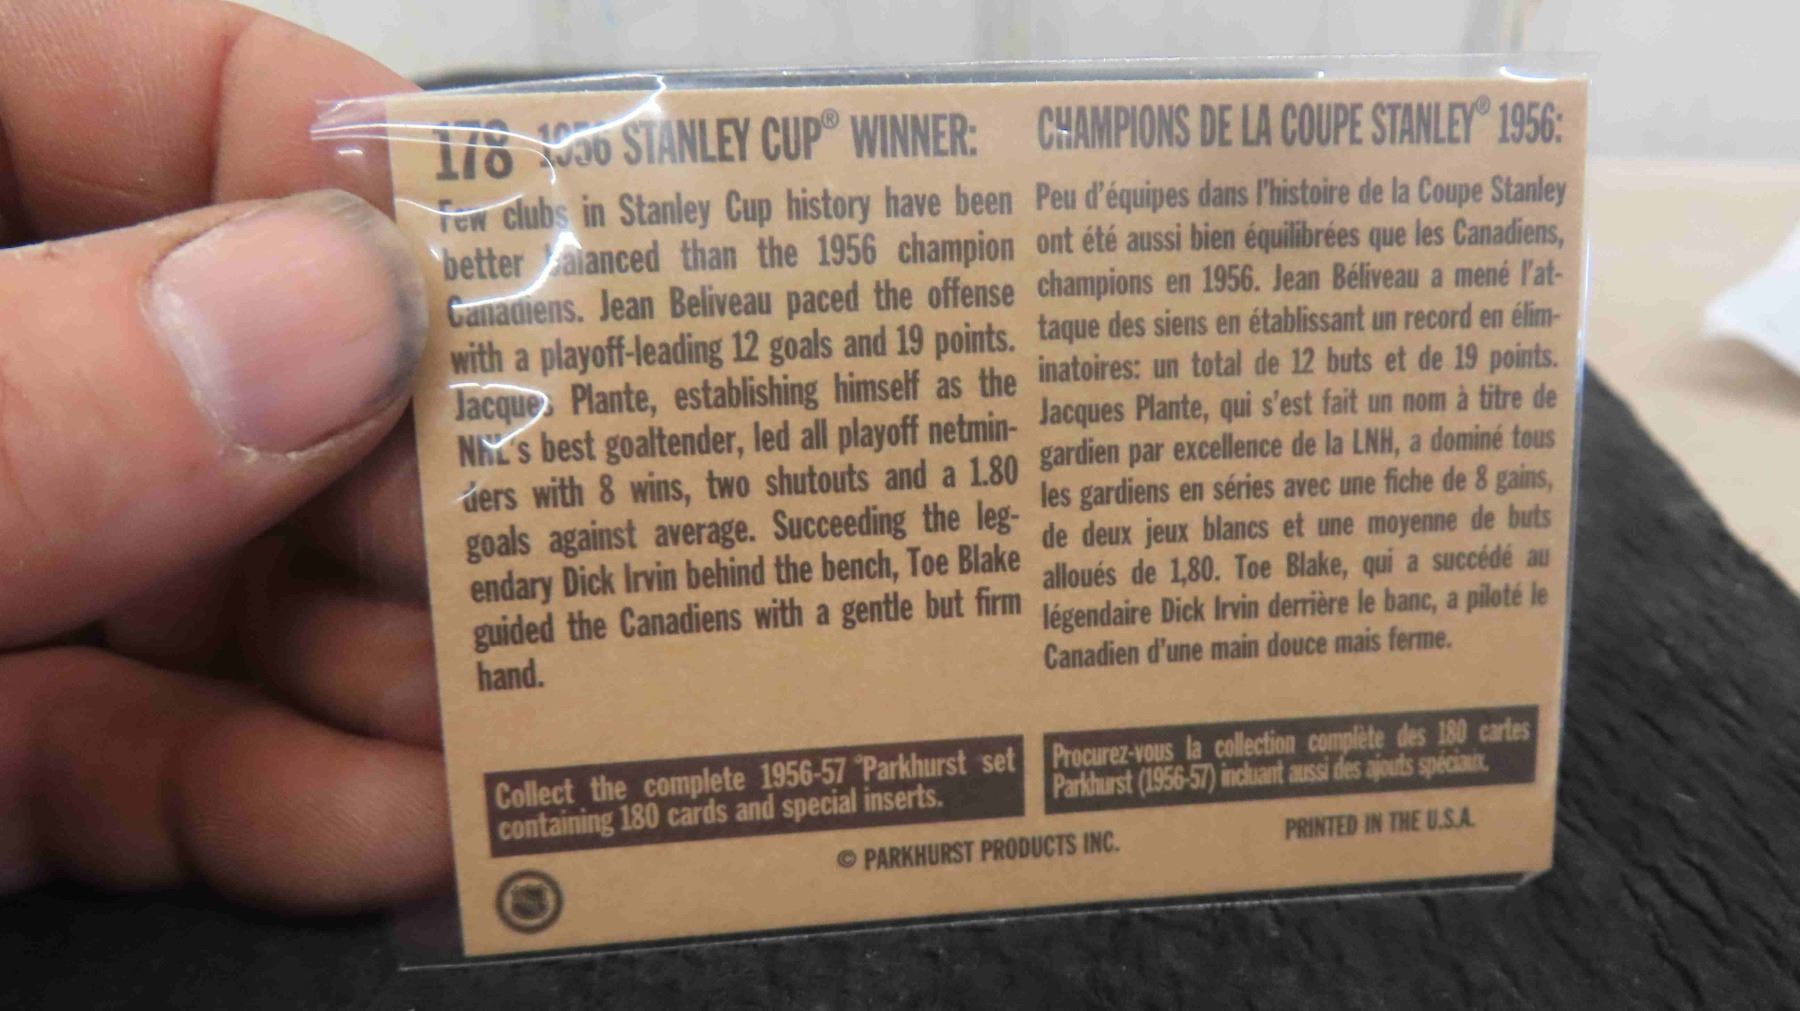 178 1956 STANLEY CUP® WINNER:
Few clubs in Stanley Cup history have been
better balanced than the 1956 champion
Canadiens. Jean Beliveau paced the offense
with a playoff-leading 12 goals and 19 points.
Jacques Plante, establishing himself as the
NHL's best goaltender, led all playoff netmin-
ders with 8 wins, two shutouts and a 1.80
goals against average. Succeeding the leg-
endary Dick Irvin behind the bench, Toe Blake
guided the Canadiens with a gentle but firm
hand.
CHAMPIONS DE LA COUPE STANLEY® 1956:
Peu d'équipes dans l'histoire de la Coupe Stanley
ont été aussi bien équilibrées que les Canadiens,
champions en 1956. Jean Béliveau a mené l'at-
taque des siens en établissant un record en élim-
inatoires: un total de 12 buts et de 19 points.
Jacques Plante, qui s'est fait un nom à titre de
gardien par excellence de la LNH, a dominé tous
les gardiens en séries avec une fiche de 8 gains,
de deux jeux blancs et une moyenne de buts
alloués de 1,80. Toe Blake, qui a succédé au
légendaire Dick Irvin derrière le banc, a piloté le
Canadien d'une main douce mais ferme.
Collect the complete 1956-57 Parkhurst set
containing 180 cards and special inserts.
Procurez-vous la collection complète des 180 cartes
Parkhurst (1956-57) incluant aussi des ajouts spéciaux.
© PARKHURST PRODUCTS INC.
PRINTED IN THE U.S.A.